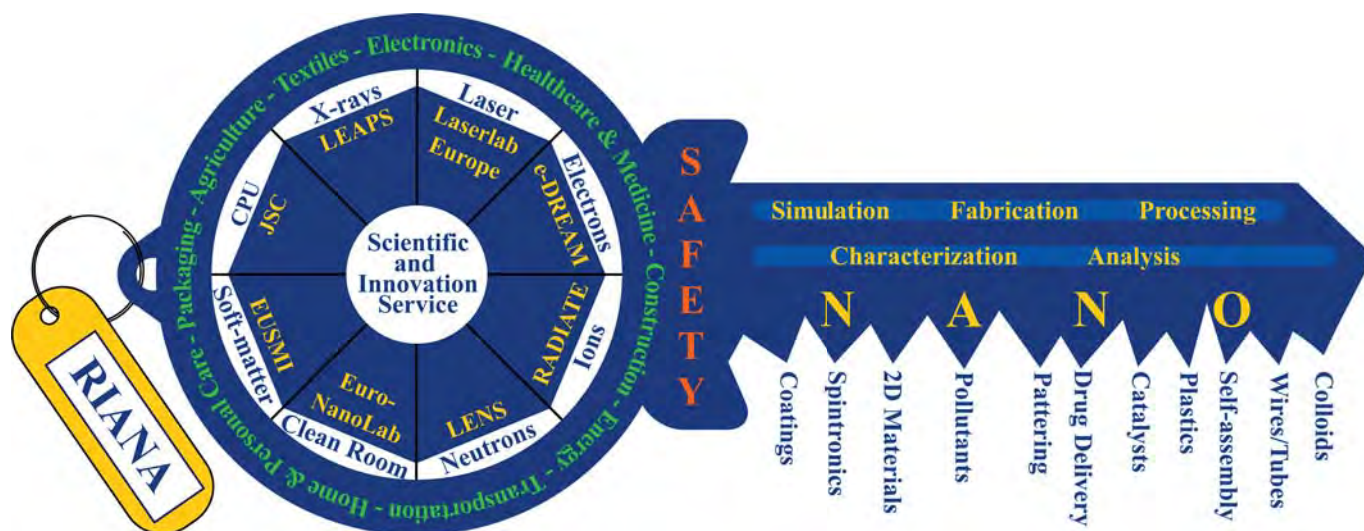 Packaging - Agriculture - Textiles - Electronics - Healthcare & Medicine - Construction - Energy - Transportation - Home & Personal Care -
X-rays
LEAPS
Laser
Laserlab
Europe
Electrons
e-DREAM
Ions
RADIATE
Neutrons
LENS
Clean Room
Euro-
NanoLab
Soft-matter
EUSMI
CPU
JSC
Scientific
and
Innovation
Service
RIANA
SAFETY
Simulation Fabrication Processing
Characterization Analysis
NANO
Coatings
Spintronics
2D Materials
Pollutants
Pattering
Drug Delivery
Catalysts
Plastics
Self-assembly
Wires/Tubes
Colloids